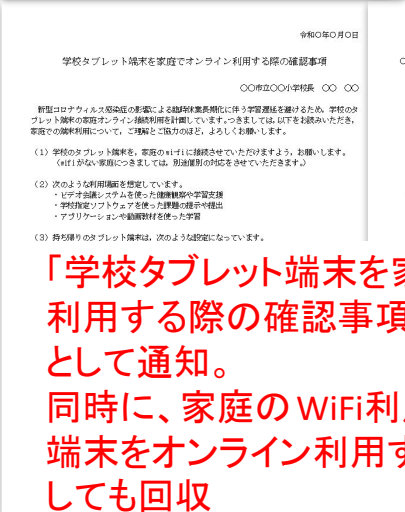 令和〇年〇月〇日
学校タブレット端末を家庭でオンライン利用する際の確認事項
〇〇市立〇〇小学校長 〇〇 〇〇
新型コロナウィルス感染症の影響による臨時休業長期化に伴う学習遅延を避けるため、学校のタ
ブレット端末の家庭オンライン接続利用を計画しています。つきましては、以下をお読みいただき、
家庭での端末利用について、ご理解とご協力のほど、よろしくお願いします。
(1)学校のタブレット端末を、家庭のwi-fiに接続させていただけますよう、お願いします。
(wifiがない家庭につきましては、別途個別の対応をさせていただきます。)
(2)次のような利用場面を想定しています。
・ビデオ会議システムを使った健康観察や学習支援
・学校指定ソフトウェアを使った課題の提示や提出
・アプリケーションや動画教材を使った学習
(3)持ち帰りのタブレット端末は、次のような設定になっています。
「学校タブレット端末を家
利用する際の確認事項
として通知。
同時に、家庭のWiFi利
端末をオンライン利用す
しても回収